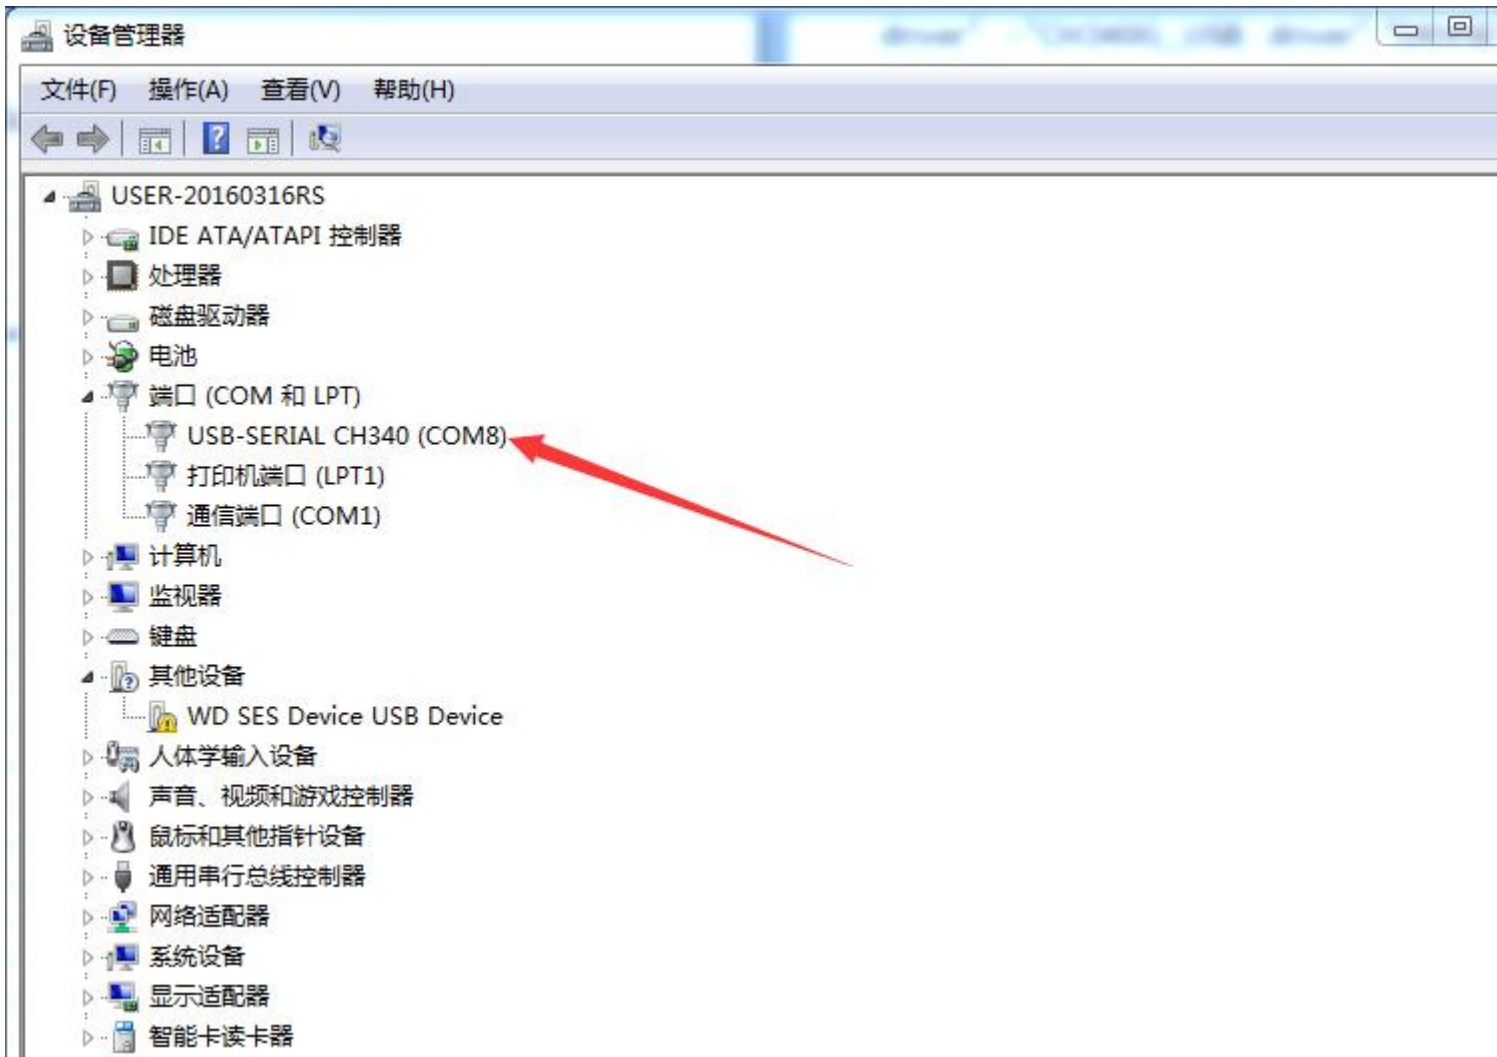 设备管理器
文件(F) 操作(A) 查看(V) 帮助(H)
USER-20160316RS
IDE ATA/ATAPI 控制器
处理器
磁盘驱动器
电池
端口 (COM 和 LPT)
USB-SERIAL CH340 (COM8)
打印机端口 (LPT1)
通信端口 (COM1)
计算机
监视器
键盘
其他设备
WD SES Device USB Device
人体学输入设备
声音、视频和游戏控制器
鼠标和其他指针设备
通用串行总线控制器
网络适配器
系统设备
显示适配器
智能卡读卡器